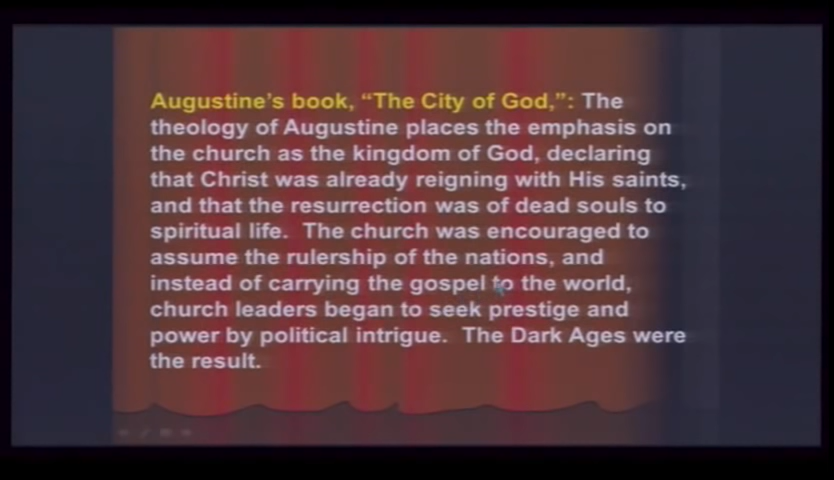 Augustine's book, "The City of God,": The
theology of Augustine places the emphasis on
the church as the kingdom of God, declaring
that Christ was already reigning with His saints,
and that the resurrection was of dead souls to
spiritual life.  The church was encouraged to
assume the rulership of the nations, and
instead of carrying the gospel to the world,
church leaders began to seek prestige and
power by political intrigue.  The Dark Ages were
the result.